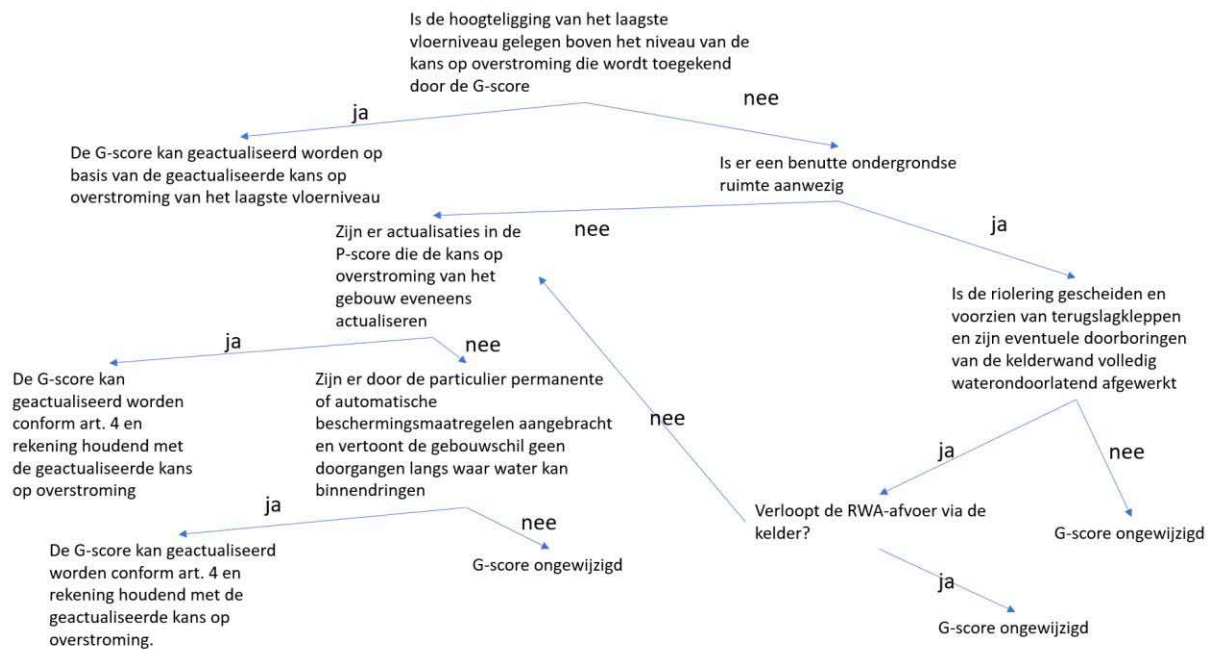 Is de hoogteligging van het laagste
vloerniveau gelegen boven het niveau van de
kans op overstroming die wordt toegekend
door de G-score
ja
nee
De G-score kan geactualiseerd worden op
basis van de geactualiseerde kans op
overstroming van het laagste vloerniveau
Is er een benutte ondergrondse
ruimte aanwezig
nee
ja
Zijn er actualisaties in de
P-score die de kans op
overstroming van het
gebouw eveneens
actualiseren
Is de riolering gescheiden en
voorzien van terugslagkleppen
en zijn eventuele doorboringen
van de kelderwand volledig
waterondoorlatend afgewerkt
ja
nee
De G-score kan
geactualiseerd worden
conform art. 4 en
rekening houdend met
de geactualiseerde kans
op overstroming
Zijn er door de particulier permanente
of automatische
beschermingsmaatregelen aangebracht
en vertoont de gebouwschil geen
doorgangen langs waar water kan
binnendringen
nee
ja
nee
Verloopt de RWA-afvoer via de
kelder?
G-score ongewijzigd
ja
nee
De G-score kan geactualiseerd
worden conform art. 4 en
rekening houdend met de
geactualiseerde kans op
overstroming.
G-score ongewijzigd
ja
G-score ongewijzigd